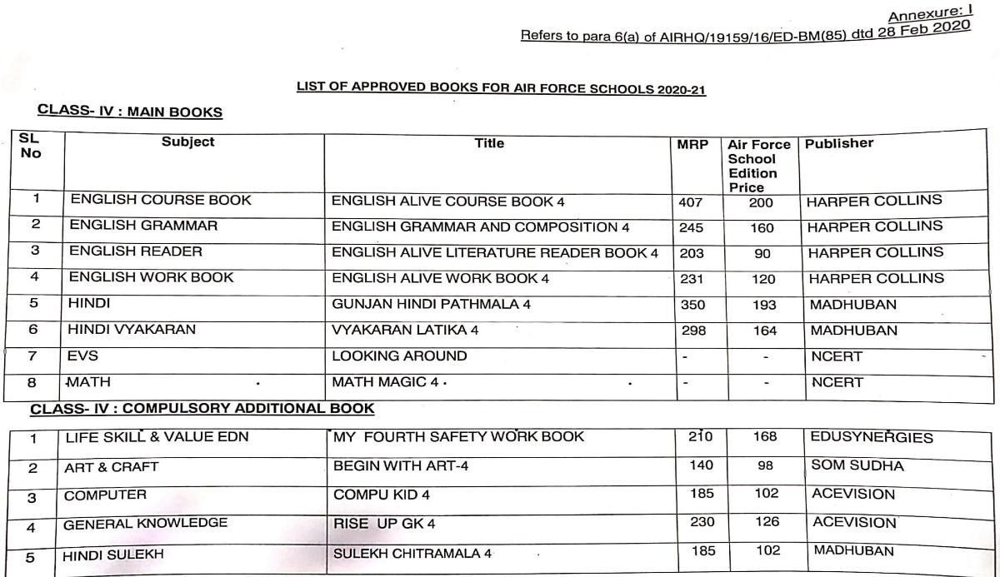 Annexure: I
Refers to para 6(a) of AIRHQ/19159/16/ED-BM(85) dtd 28 Feb 2020
LIST OF APPROVED BOOKS FOR AIR FORCE SCHOOLS 2020-21
CLASS- IV : MAIN BOOKS
SL No Subject Title MRP Air Force School Edition Price Publisher
1 ENGLISH COURSE BOOK ENGLISH ALIVE COURSE BOOK 4 407 200 HARPER COLLINS
2 ENGLISH GRAMMAR ENGLISH GRAMMAR AND COMPOSITION 4 245 160 HARPER COLLINS
3 ENGLISH READER ENGLISH ALIVE LITERATURE READER BOOK 4 203 90 HARPER COLLINS
4 ENGLISH WORK BOOK ENGLISH ALIVE WORK BOOK 4 231 120 HARPER COLLINS
5 HINDI GUNJAN HINDI PATHMALA 4 350 193 MADHUBAN
6 HINDI VYAKARAN VYAKARAN LATIKA 4 298 164 MADHUBAN
7 EVS LOOKING AROUND - - NCERT
8 MATH MATH MAGIC 4 - - NCERT
CLASS- IV : COMPULSORY ADDITIONAL BOOK
1 LIFE SKILL & VALUE EDN MY FOURTH SAFETY WORK BOOK 210 168 EDUSYNERGIES
2 ART & CRAFT BEGIN WITH ART-4 140 98 SOM SUDHA
3 COMPUTER COMPU KID 4 185 102 ACEVISION
4 GENERAL KNOWLEDGE RISE UP GK 4 230 126 ACEVISION
5 HINDI SULEKH SULEKH CHITRAMALA 4 185 102 MADHUBAN